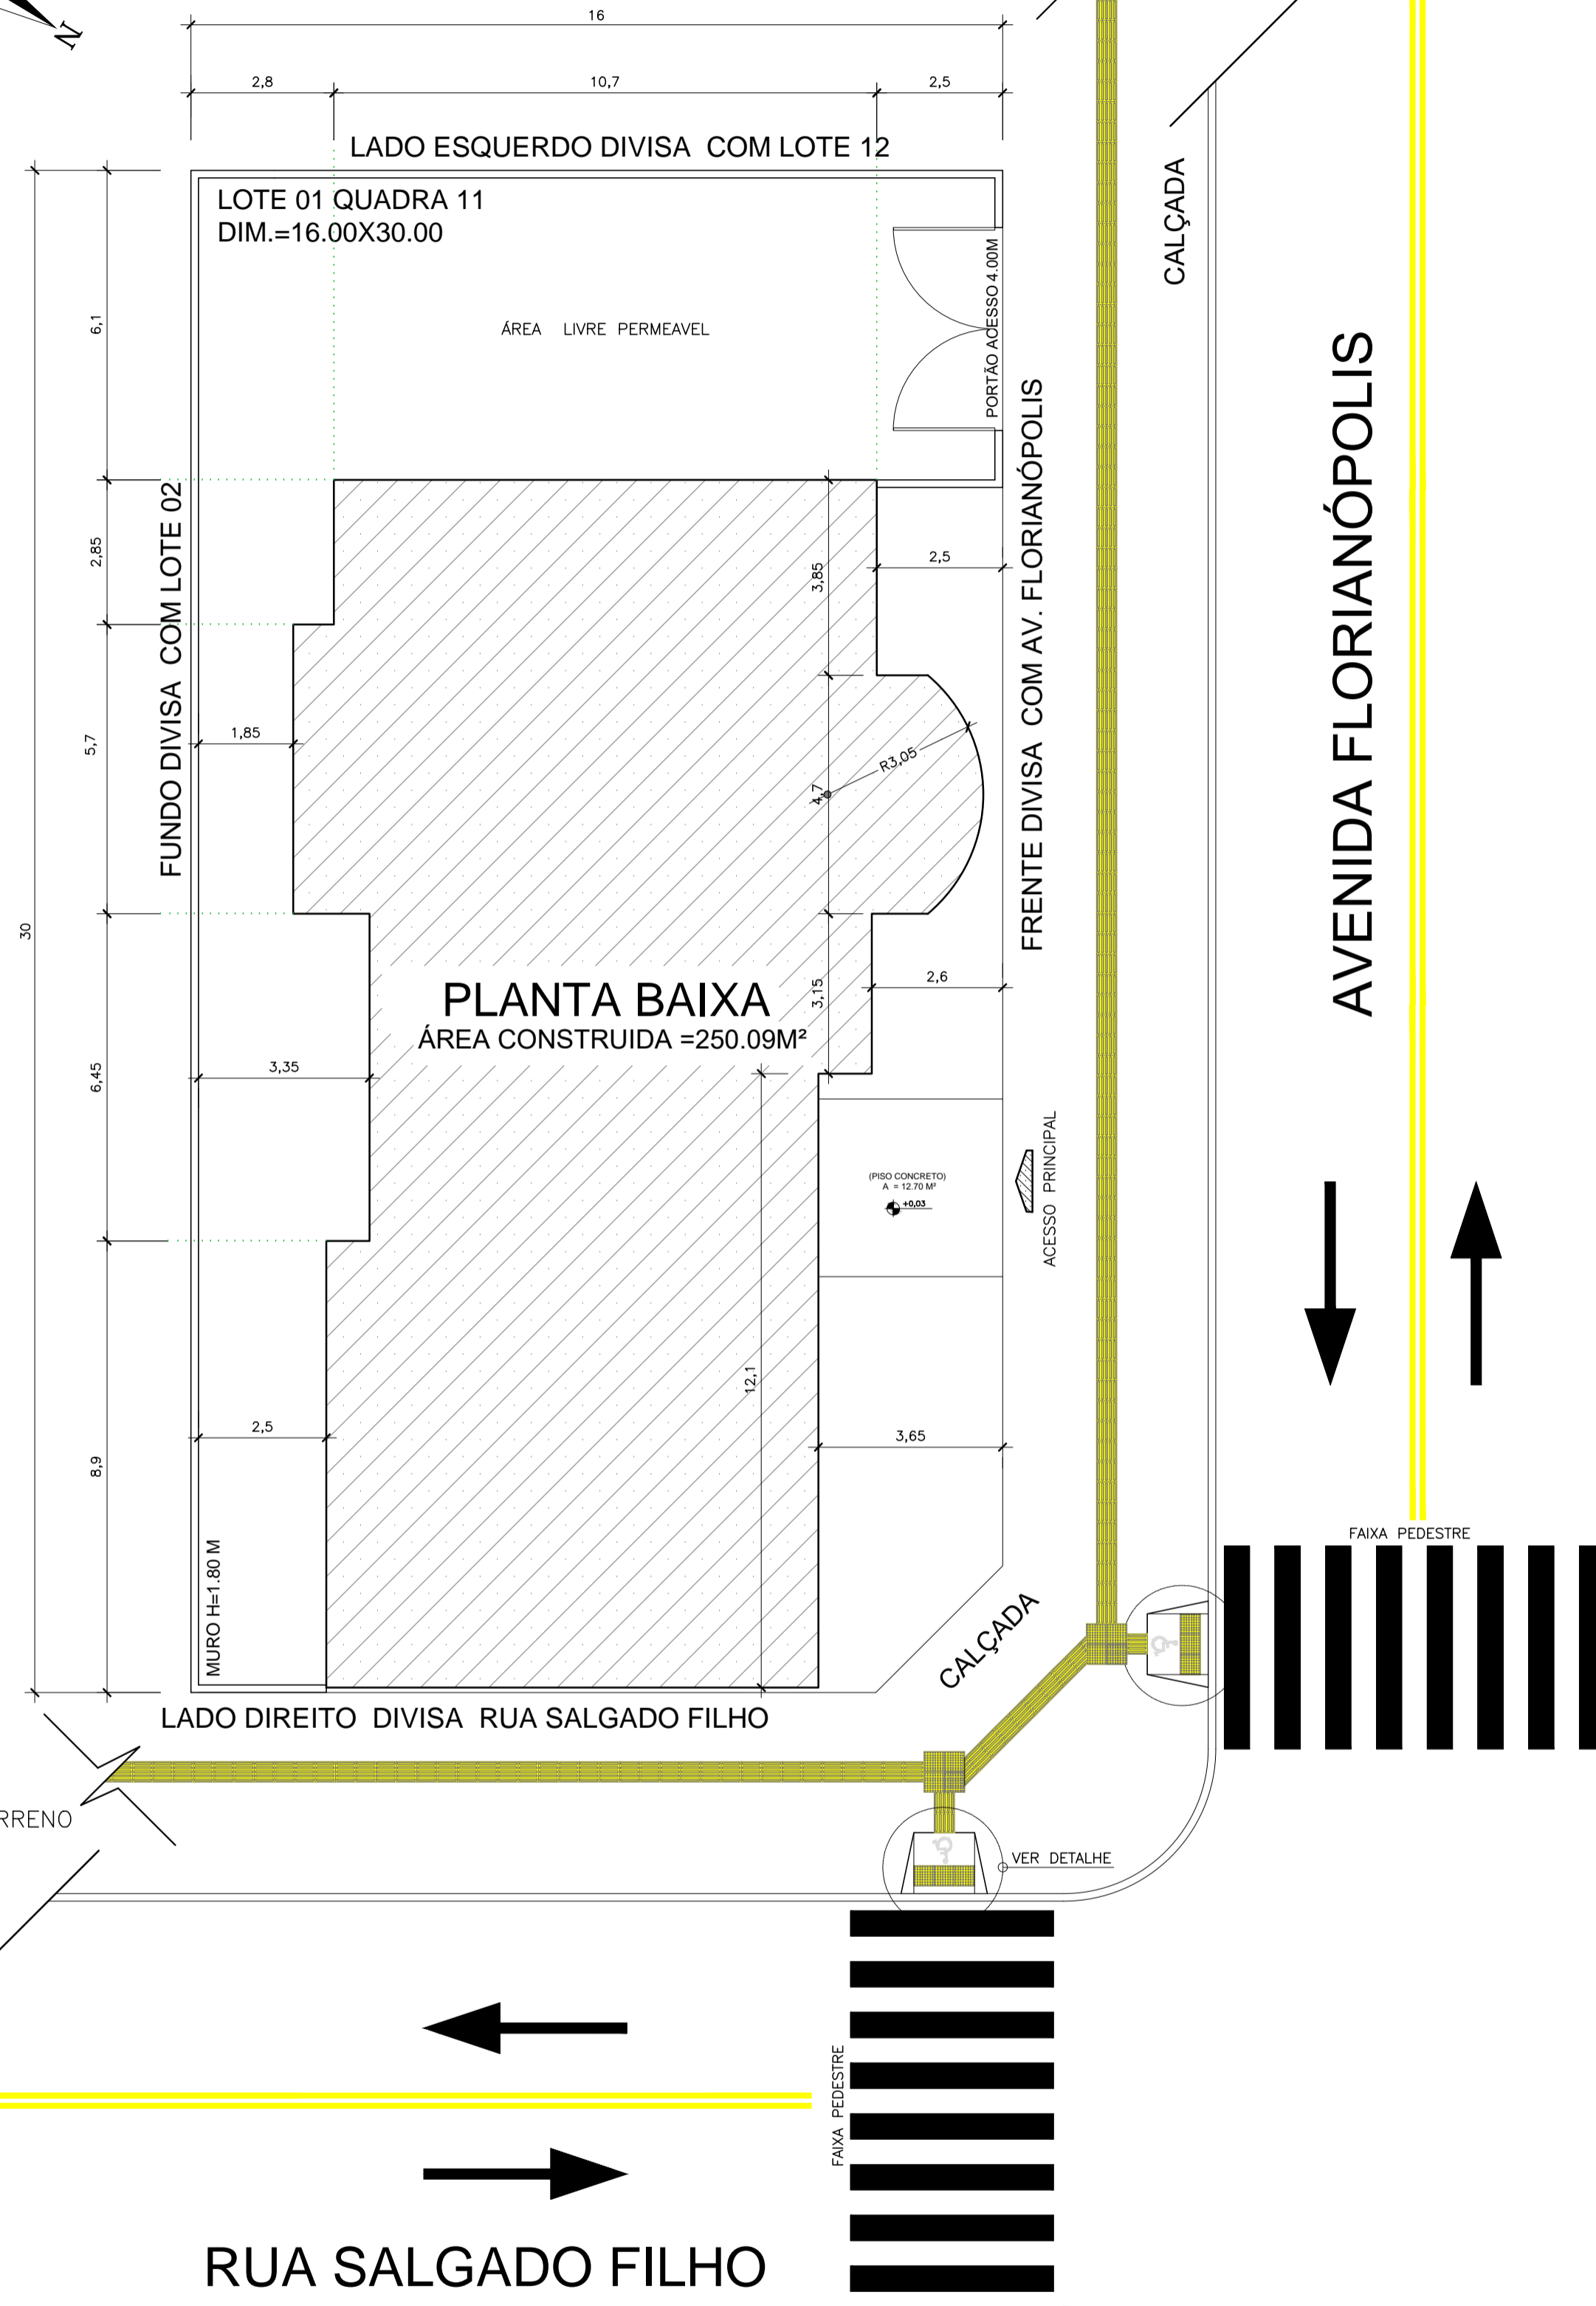 16
N
2,8
10,7
2,5
LADO ESQUERDO DIVISA COM LOTE 12
LOTE 01 QUADRA 11
DIM.=16.00X30.00
CALÇADA
PORTÃO ACESSO 4.00M
ÁREA LIVRE PERMEAVEL
6,1
AVENIDA FLORIANÓPOLIS
FRENTE DIVISA COM AV. FLORIANÓPOLIS
FUNDO DIVISA COM LOTE 02
2,85
3,85
2,5
1,85
5,7
R3,05
4,7
30
2,6
3,15
PLANTA BAIXA
ÁREA CONSTRUIDA =250.09M²
3,35
6,45
ACESSO PRINCIPAL
(PISO CONCRETO)
A = 12.70 M²
+0,03
12,1
2,5
3,65
8,9
MURO H=1.80 M
FAIXA PEDESTRE
CALÇADA
LADO DIREITO DIVISA RUA SALGADO FILHO
RRENO
VER DETALHE
FAIXA PEDESTRE
RUA SALGADO FILHO